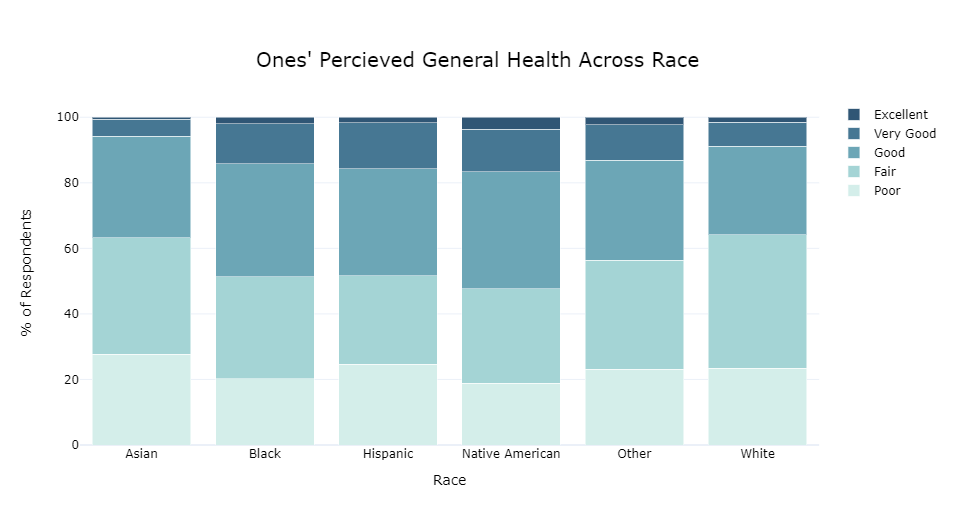 Ones' Percieved General Health Across Race
Excellent
Very Good
Good
Fair
Poor
100
80
60
40
20
0
% of Respondents
Asian
Black
Hispanic
Native American
Other
White
Race